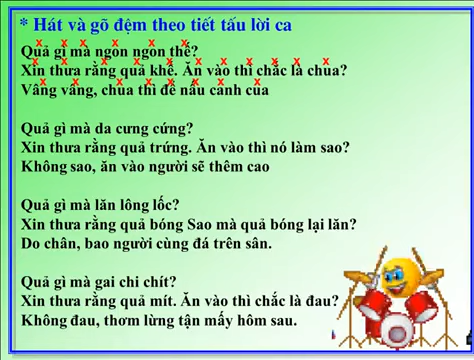 * Hát và gõ đệm theo tiết tấu lời ca
Quả gì mà ngon ngon thế?
Xin thưa rằng quả khế. Ăn vào thì chắc là chua?
Vâng vâng, chua thì để nấu canh cua
Quả gì mà da cưng cứng?
Xin thưa rằng quả trứng. Ăn vào thì nó làm sao?
Không sao, ăn vào người sẽ thêm cao
Quả gì mà lăn lông lốc?
Xin thưa rằng quả bóng Sao mà quả bóng lại lăn?
Do chân, bao người cùng đá trên sân.
Quả gì mà gai chi chít?
Xin thưa rằng quả mít. Ăn vào thì chắc là đau?
Không đau, thơm lừng tận mấy hôm sau.